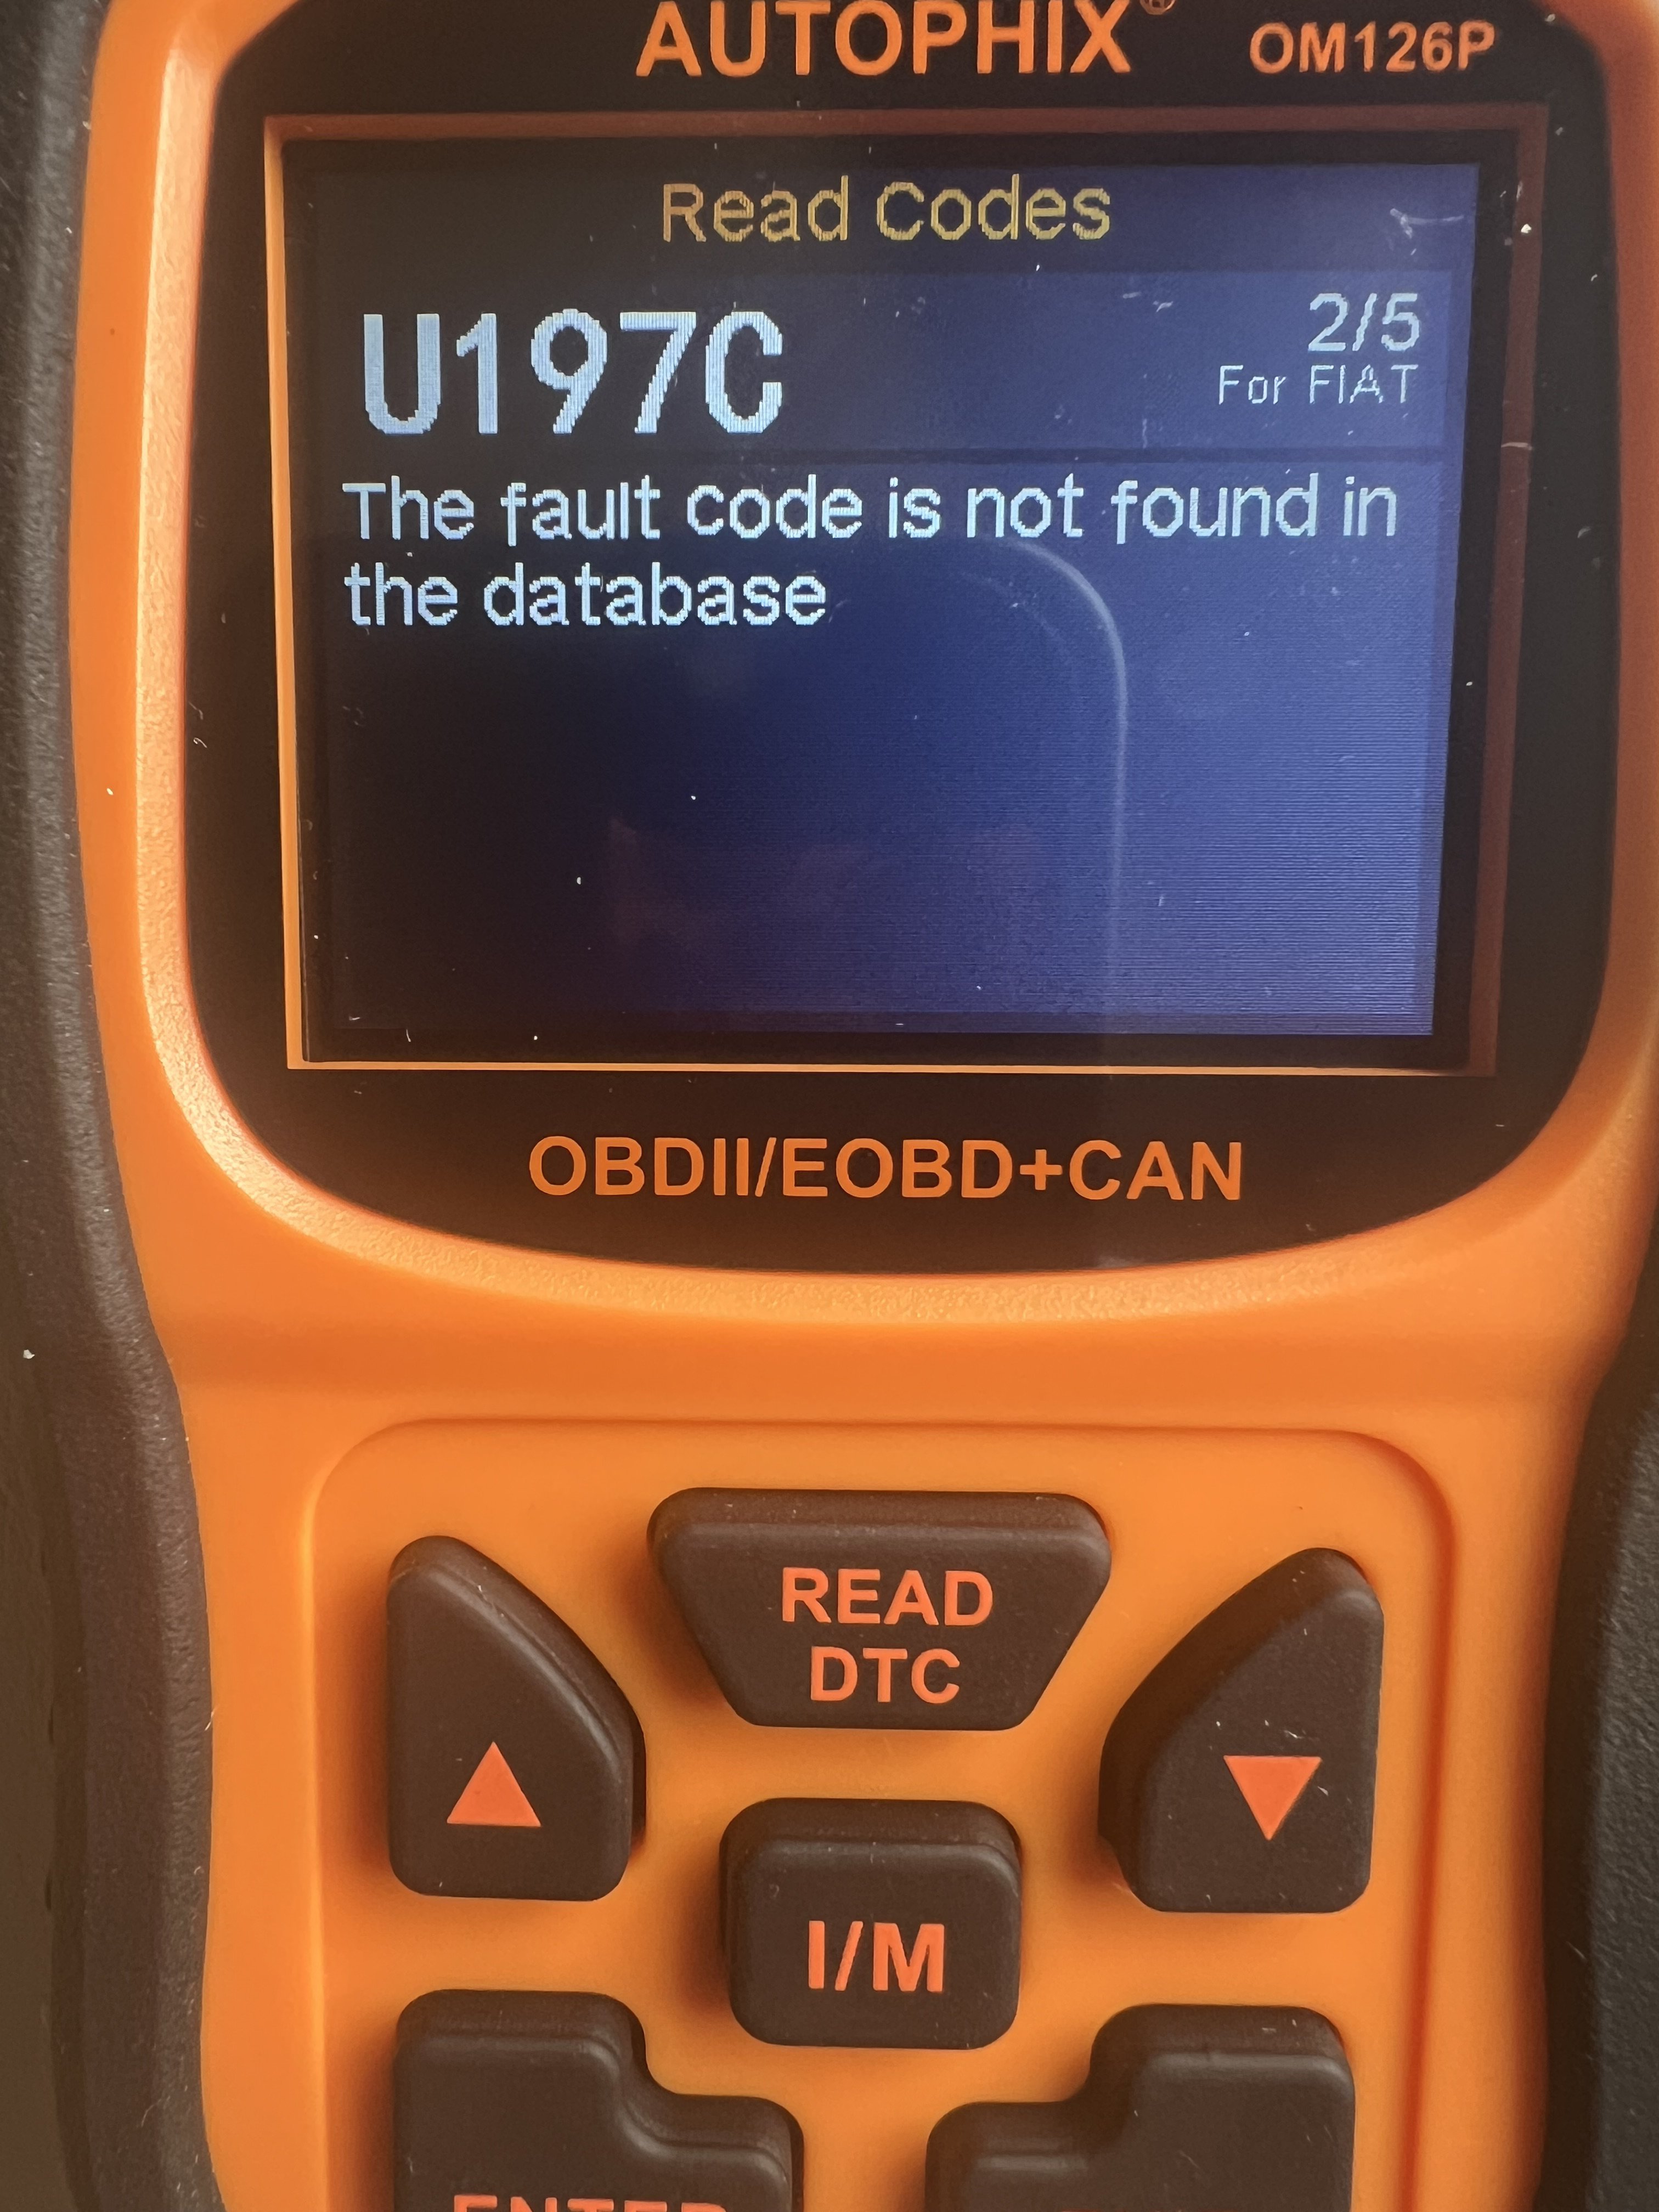 AUTOPHIX® OM126P
Read Codes
U197C
2/5
For FIAT
The fault code is not found in
the database
OBDII/EOBD+CAN
READ
DTC
I/M
ENTER